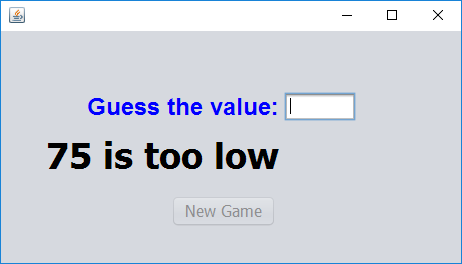 Guess the value:
75 is too low
New Game